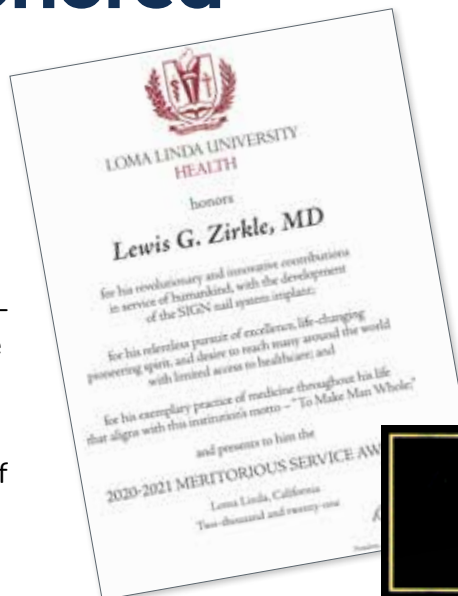 nored
LOMA LINDA UNIVERSITY
HEALTH
honors
Lewis G. Zirkle, MD
for his revolutionary and innovative contributions
in service of humankind, with the development
of the SIGN nail system implant;
for his relentless pursuit of excellence, life-changing
pioneering spirit, and desire to reach many around the world
with limited access to healthcare; and
for his exemplary practice of medicine throughout his life
that aligns with this institution's motto – "To Make Man Whole;"
and presents to him the
2020-2021 MERITORIOUS SERVICE AW
Loma Linda, California
Two-thousand and twenty-one
f